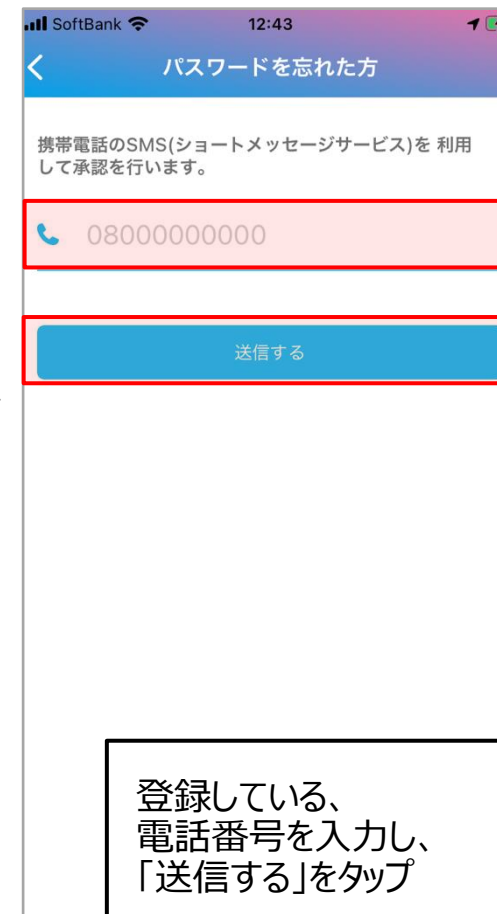 SoftBank 12:43
パスワードを忘れた方
携帯電話のSMS(ショートメッセージサービス)を 利用
して承認を行います。
08000000000
送信する
登録している、
電話番号を入力し、
「送信する」をタップ